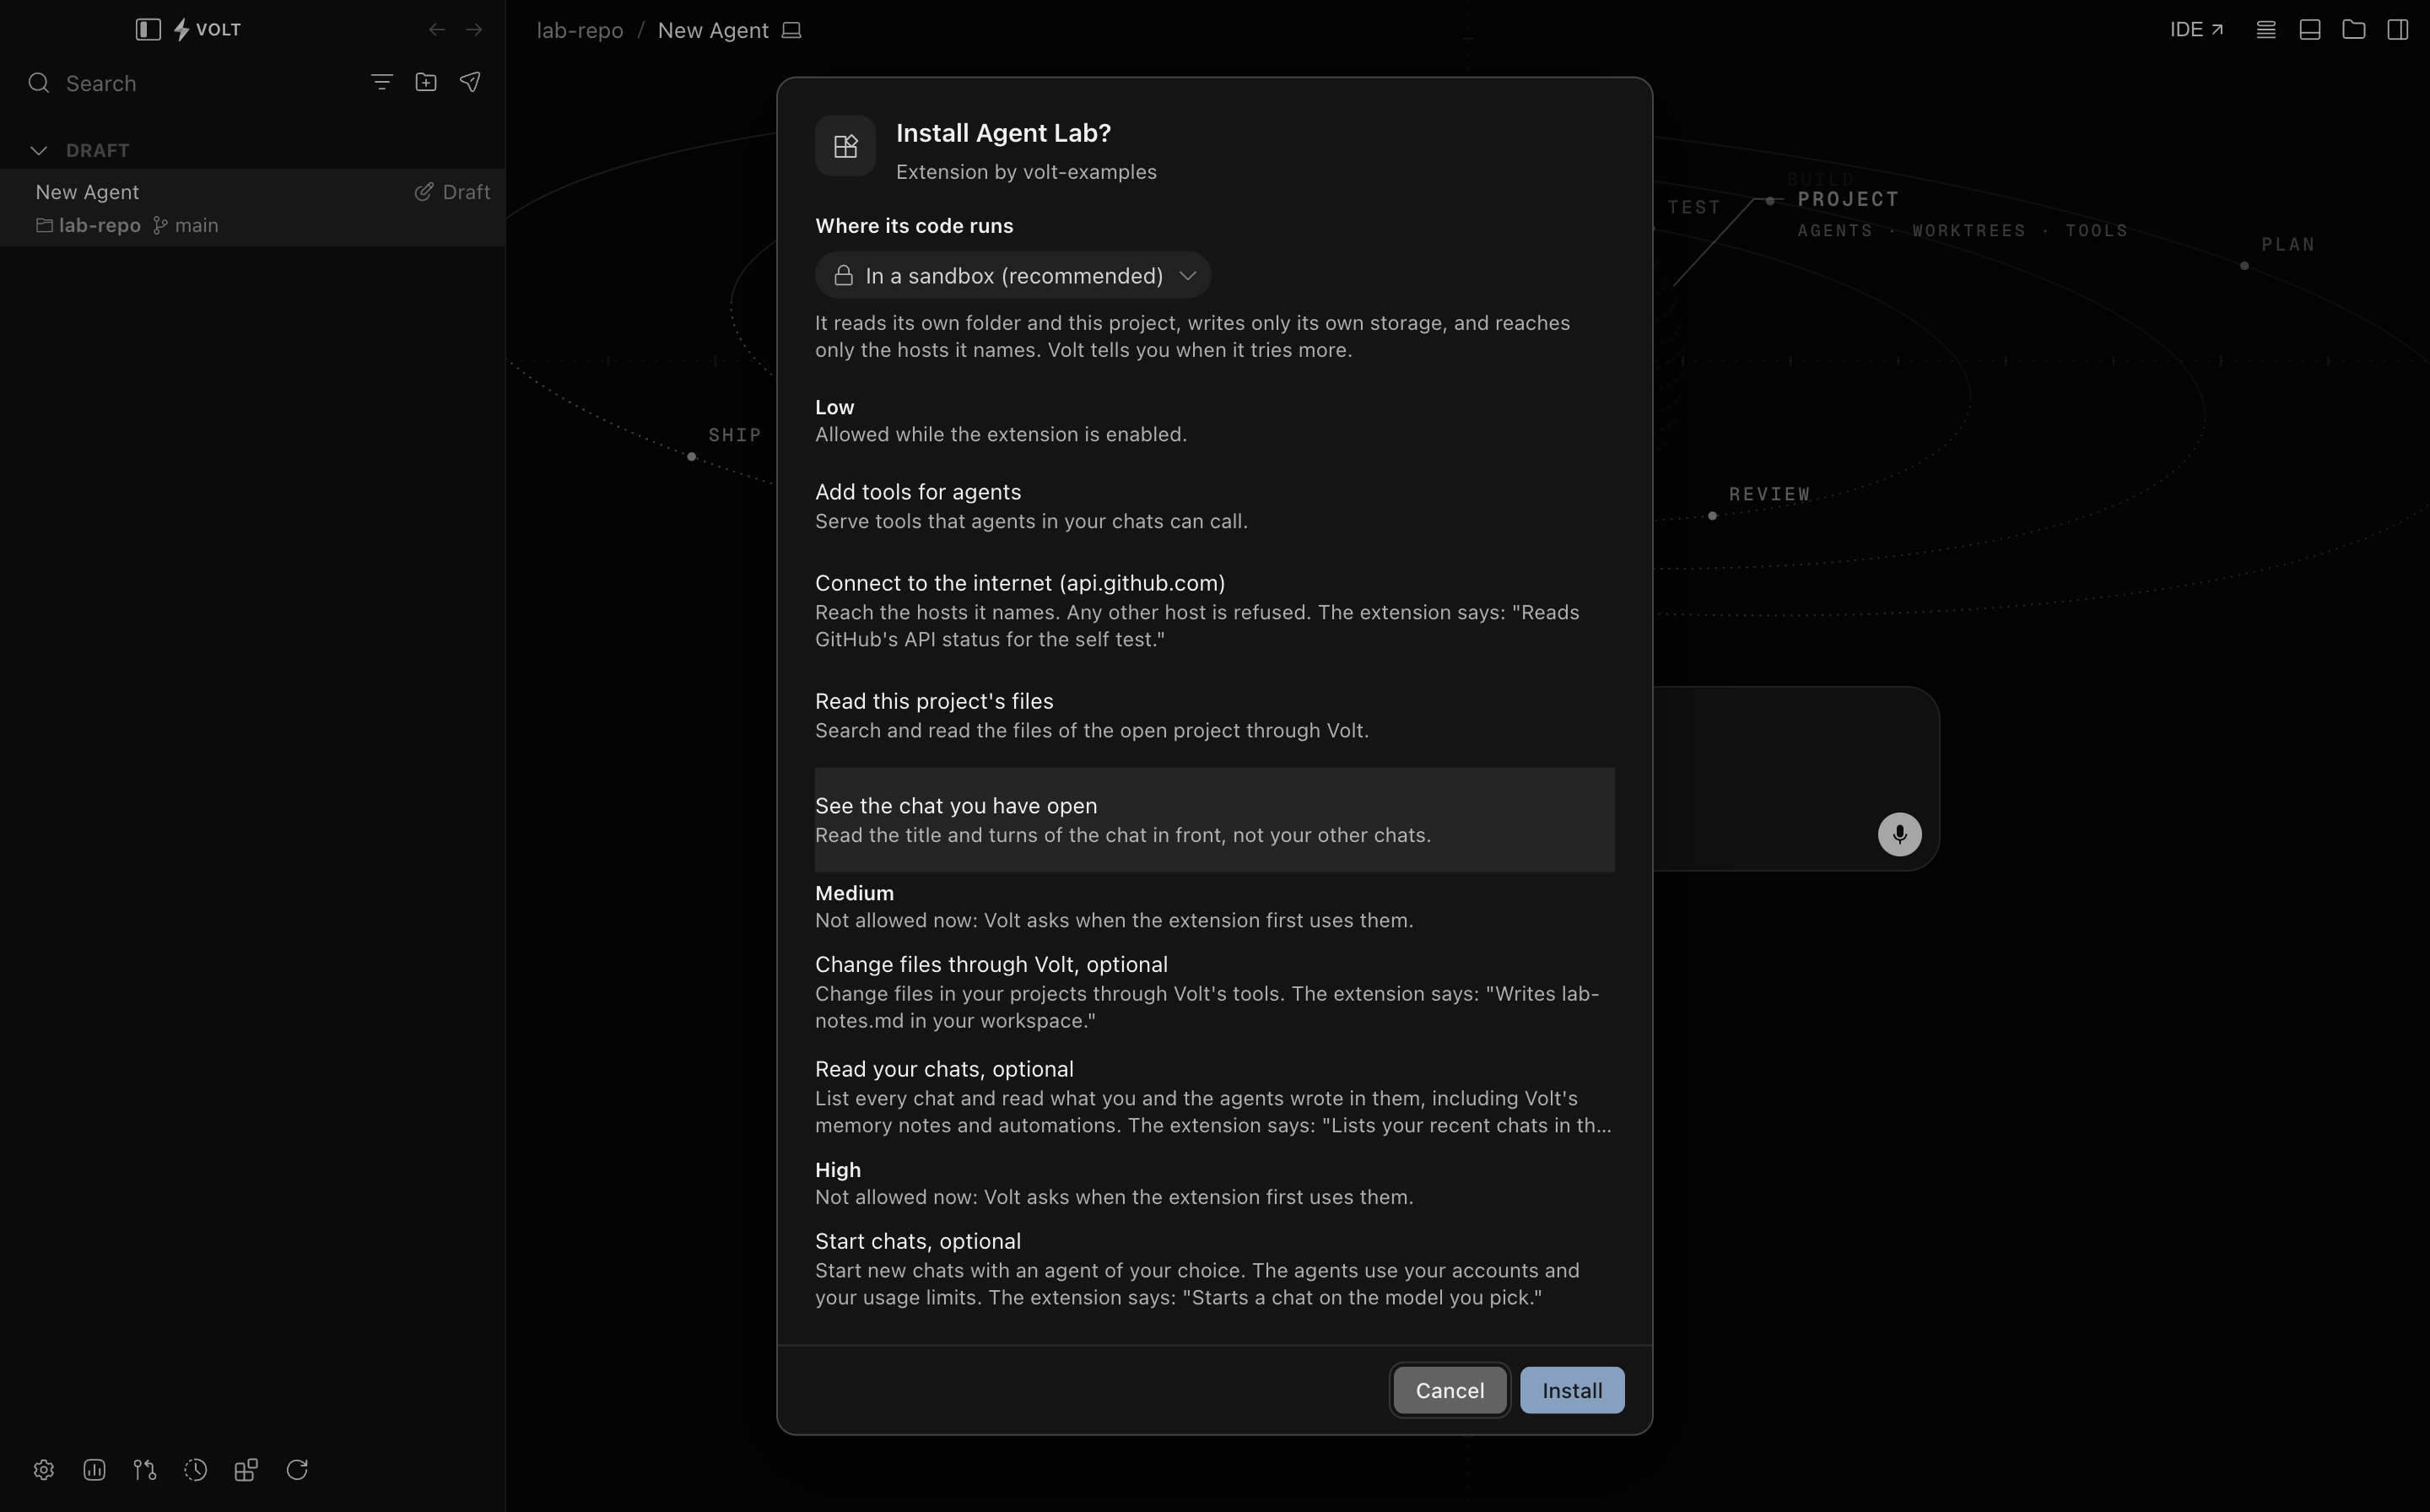 VOLT
lab-repo / New Agent
IDE
Search
DRAFT
New Agent
Draft
lab-repo
main
Install Agent Lab?
Extension by volt-examples
Where its code runs
In a sandbox (recommended)
It reads its own folder and this project, writes only its own storage, and reaches
only the hosts it names. Volt tells you when it tries more.
Low
Allowed while the extension is enabled.
Add tools for agents
Serve tools that agents in your chats can call.
Connect to the internet (api.github.com)
Reach the hosts it names. Any other host is refused. The extension says: "Reads
GitHub's API status for the self test."
Read this project's files
Search and read the files of the open project through Volt.
See the chat you have open
Read the title and turns of the chat in front, not your other chats.
Medium
Not allowed now: Volt asks when the extension first uses them.
Change files through Volt, optional
Change files in your projects through Volt's tools. The extension says: "Writes lab-
notes.md in your workspace."
Read your chats, optional
List every chat and read what you and the agents wrote in them, including Volt's
memory notes and automations. The extension says: "Lists your recent chats in th...
High
Not allowed now: Volt asks when the extension first uses them.
Start chats, optional
Start new chats with an agent of your choice. The agents use your accounts and
your usage limits. The extension says: "Starts a chat on the model you pick."
Cancel
Install
BUILD
TEST
PROJECT
AGENTS · WORKTREES · TOOLS
PLAN
SHIP
REVIEW